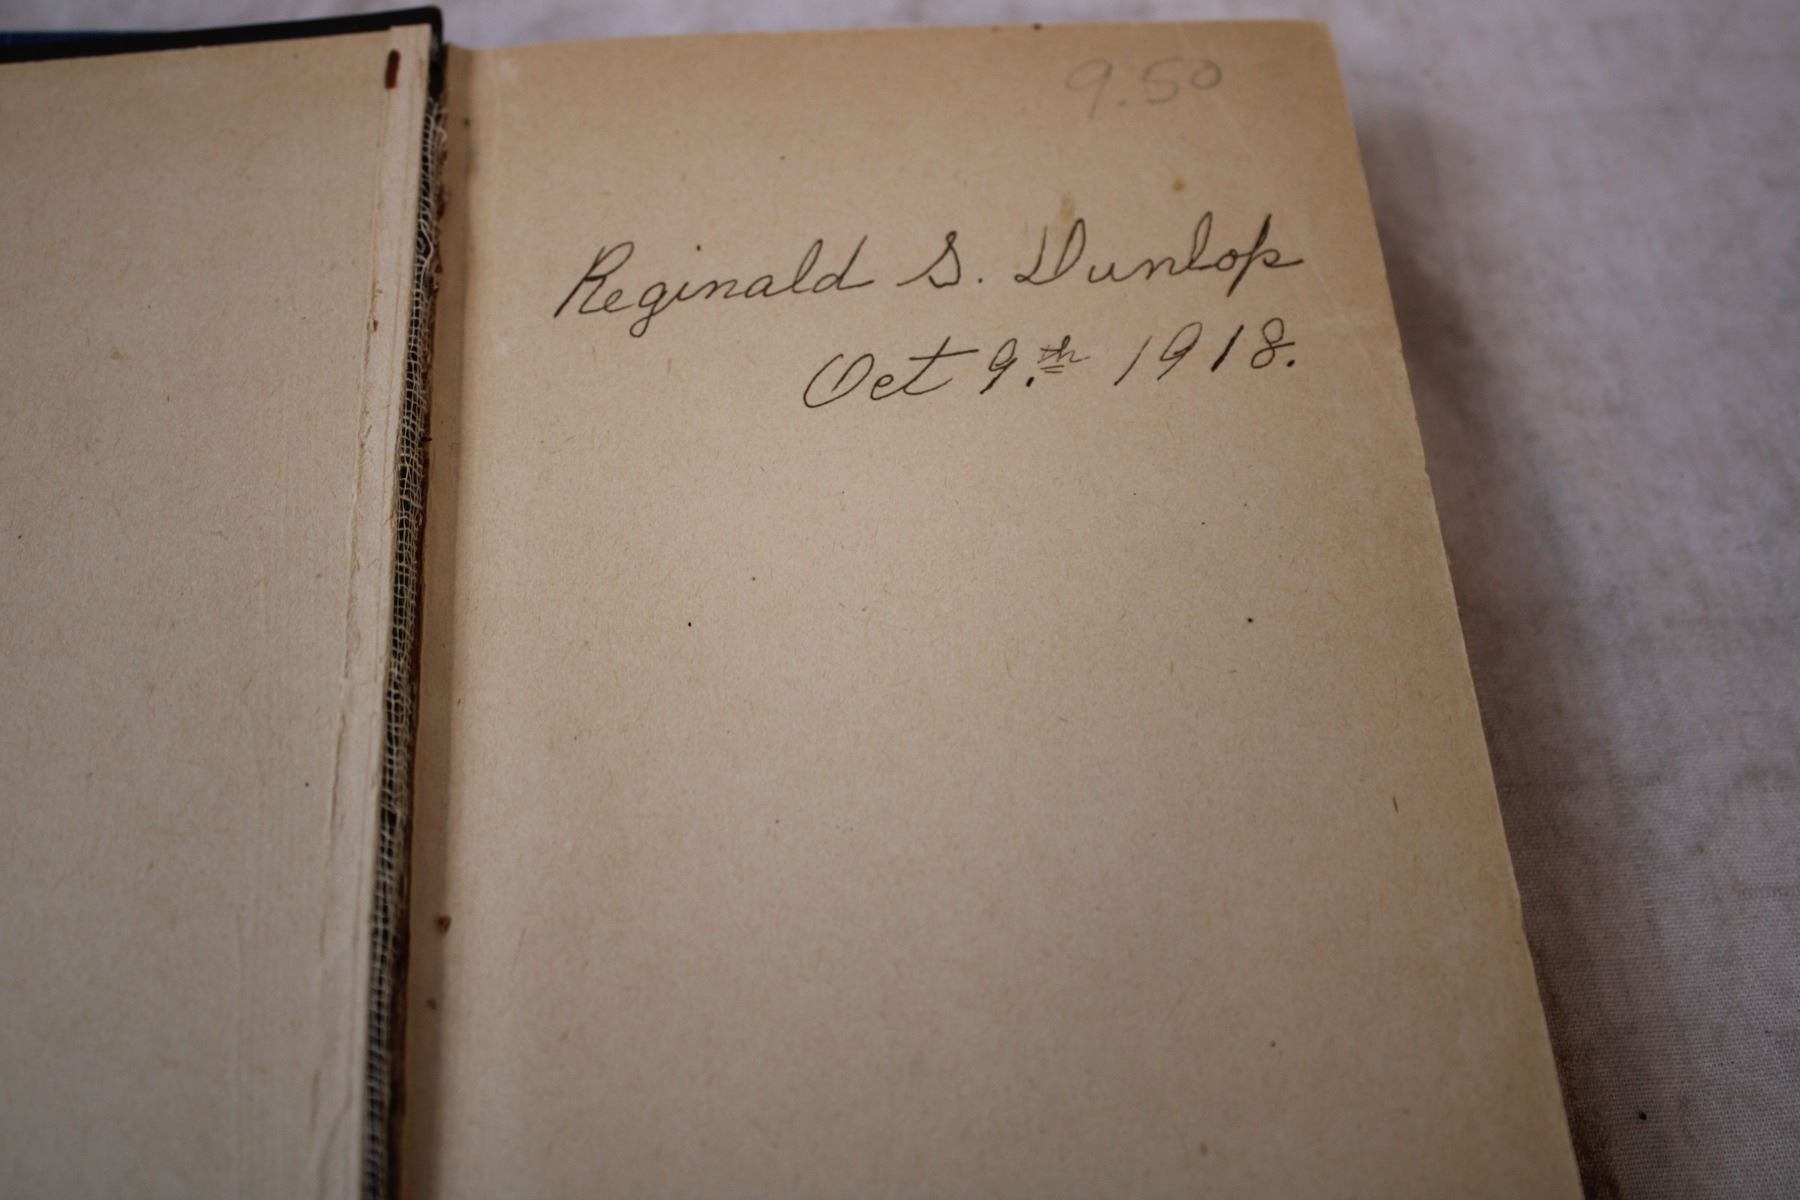 9.50
Reginald S. Dunlop
Oct 9.th 1918.